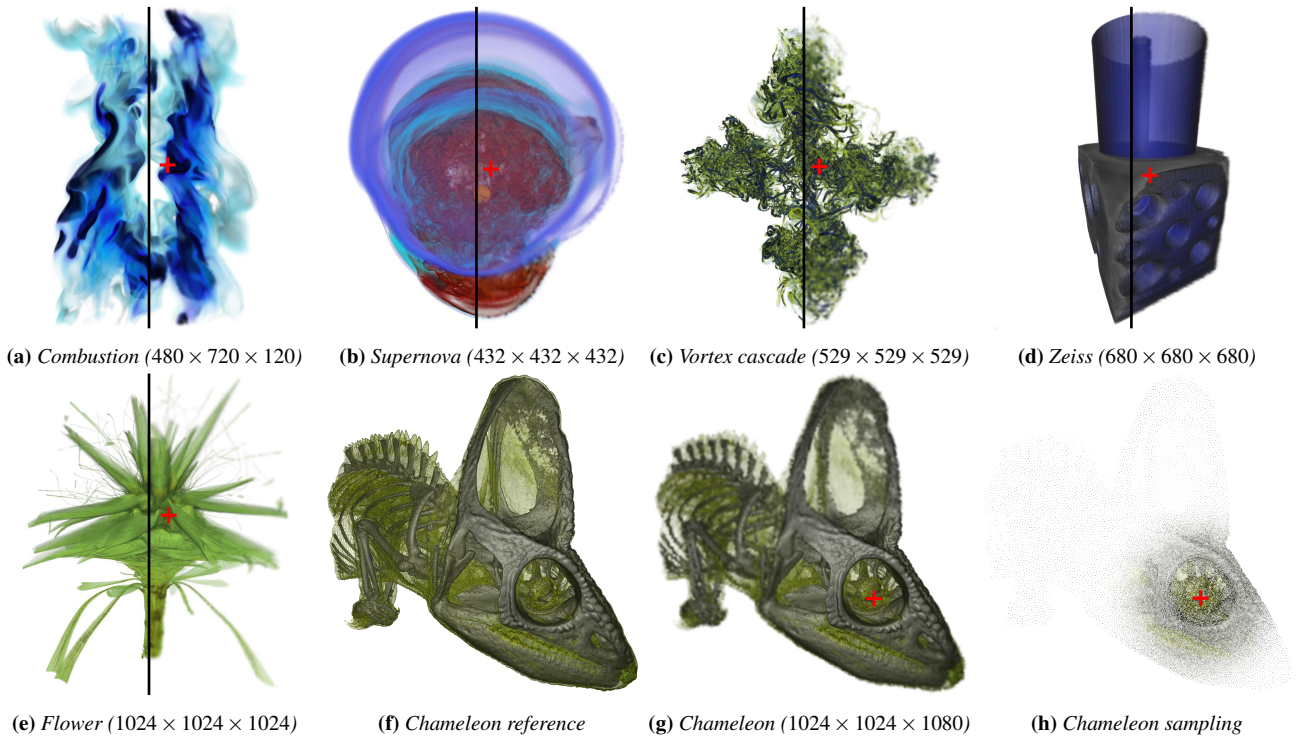 (a) Combustion (480 × 720 × 120)
(b) Supernova (432 × 432 × 432)
(c) Vortex cascade (529 × 529 × 529)
(d) Zeiss (680 × 680 × 680)
(e) Flower (1024 × 1024 × 1024)
(f) Chameleon reference
(g) Chameleon (1024 × 1024 × 1080)
(h) Chameleon sampling